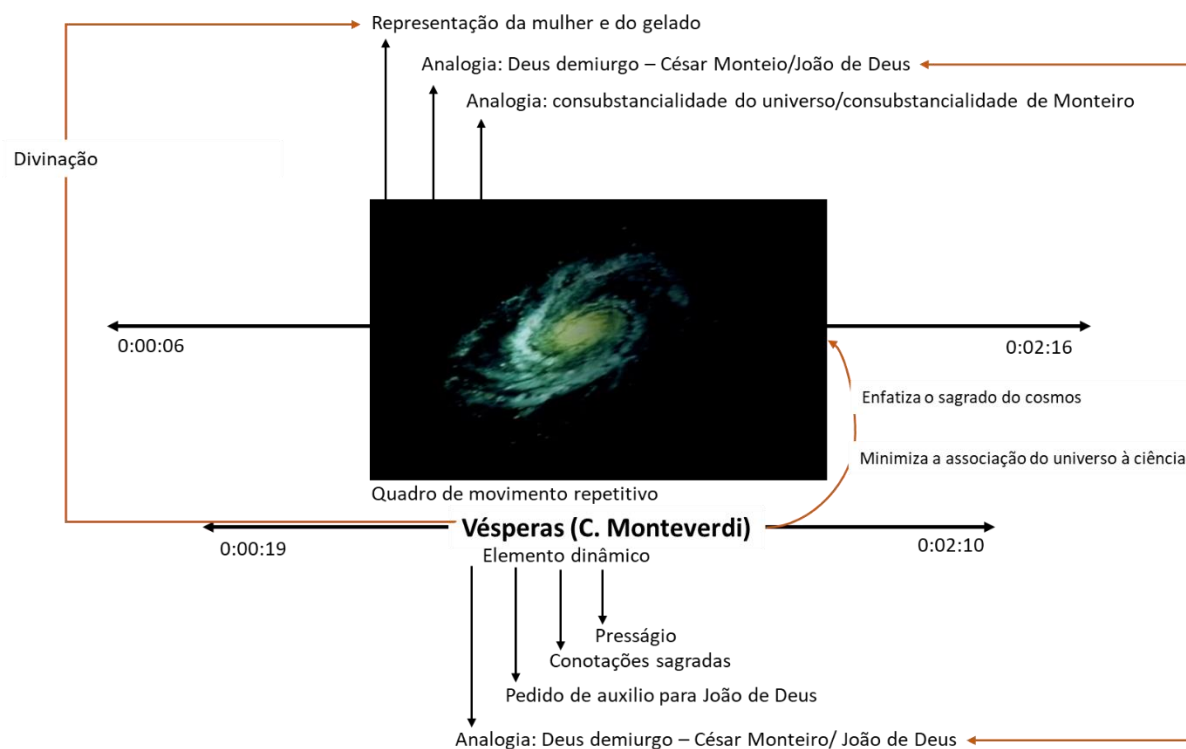 Representação da mulher e do gelado
Analogia: Deus demiurgo – César Monteio/João de Deus
Analogia: consubstancialidade do universo/consubstancialidade de Monteiro
Divinação
0:00:06
0:02:16
Enfatiza o sagrado do cosmos
Minimiza a associação do universo à ciência
Quadro de movimento repetitivo
Vésperas (C. Monteverdi)
0:00:19
Elemento dinâmico
0:02:10
Presságio
Conotações sagradas
Pedido de auxilio para João de Deus
Analogia: Deus demiurgo – César Monteiro/ João de Deus